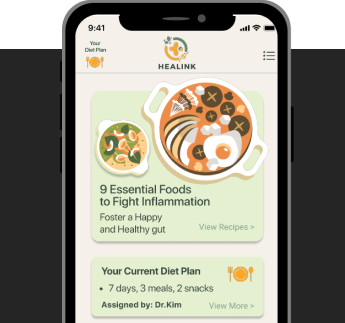 9:41
Your
Diet Plan
HEALINK
9 Essential Foods
to Fight Inflammation
Foster a Happy
and Healthy gut
View Recipes >
Your Current Diet Plan
• 7 days, 3 meals, 2 snacks
Assigned by: Dr.Kim
View More >